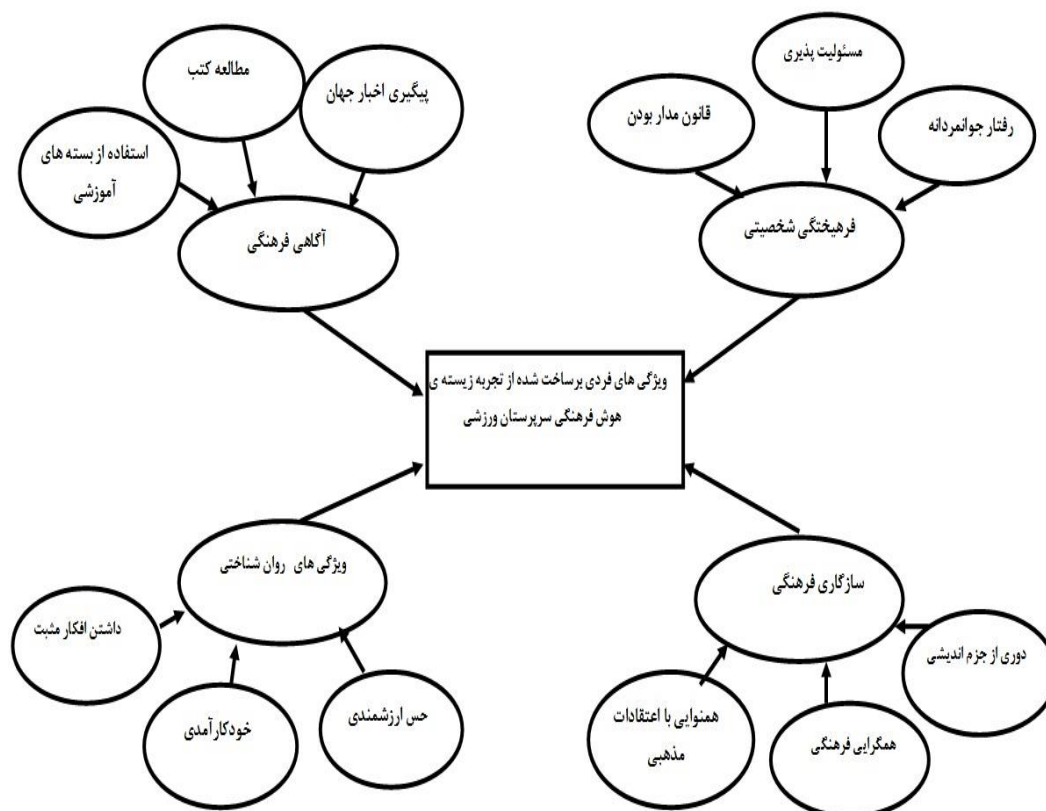 مسئولیت پذیری
قانون مدار بودن
رفتار جوانمردانه
فرهیختگی شخصیتی
مطالعه کتب
پیگیری اخبار جهان
استفاده از بسته های
آموزشی
آگاهی فرهنگی
ویژگی های فردی برساخت شده از تجربه زیسته ی
هوش فرهنگی سرپرستان ورزشی
سازگاری فرهنگی
دوری از جزم اندیشی
همگرایی فرهنگی
همنوایی با اعتقادات
مذهبی
ویژگی های روان شناختی
حس ارزشمندی
خودکارآمدی
داشتن افکار مثبت